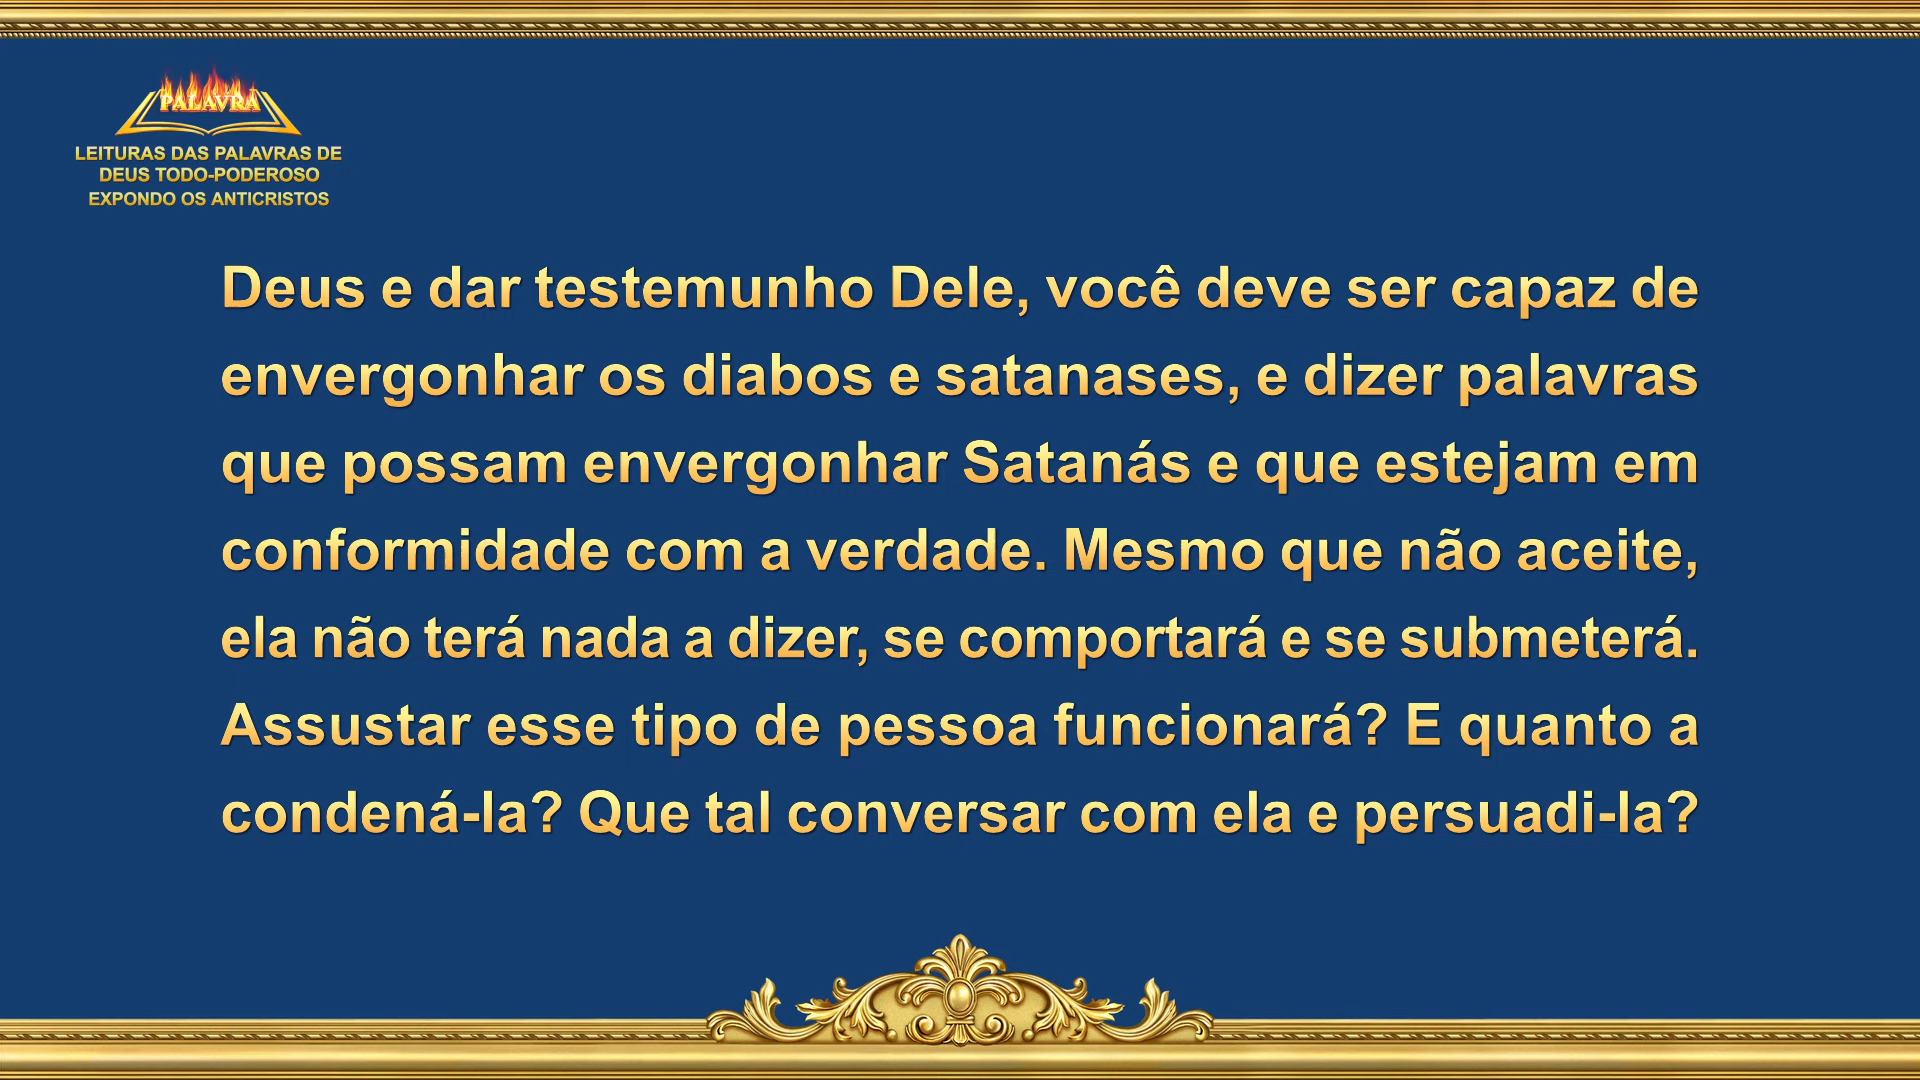 PALAVRA
LEITURAS DAS PALAVRAS DE
DEUS TODO-PODEROSO
EXPONDO OS ANTICRISTOS
Deus e dar testemunho Dele, você deve ser capaz de
envergonhar os diabos e satanases, e dizer palavras
que possam envergonhar Satanás e que estejam em
conformidade com a verdade. Mesmo que não aceite,
ela não terá nada a dizer, se comportará e se submeterá.
Assustar esse tipo de pessoa funcionará? E quanto a
condená-la? Que tal conversar com ela e persuadi-la?